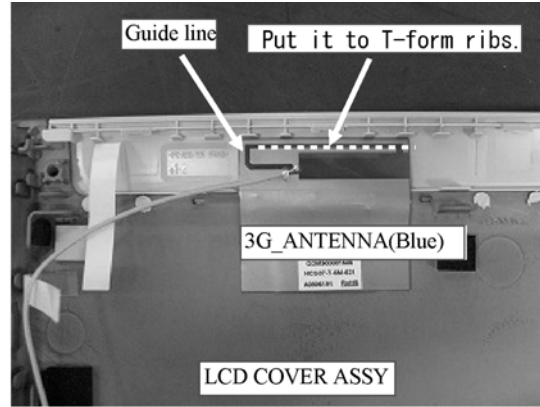 Guide line
Put it to T-form ribs.
3G_ANTENNA(Blue)
LCD COVER ASSY